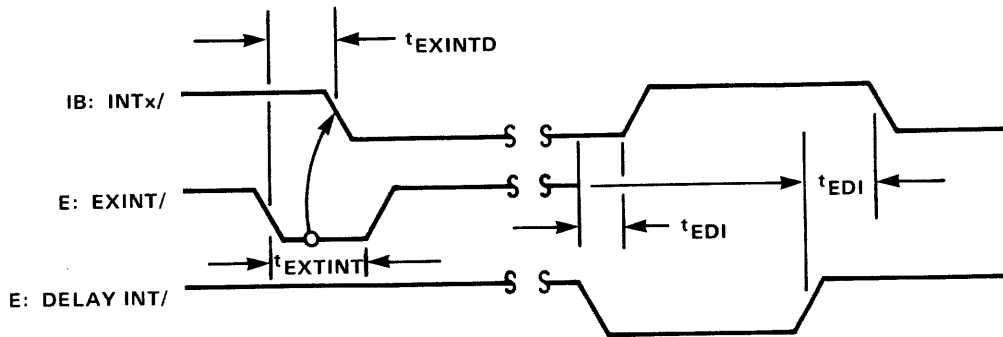 tEXINTD
IB: INTx/
E: EXINT/
tEDI
tEDI
tEXTINT
E: DELAY INT/